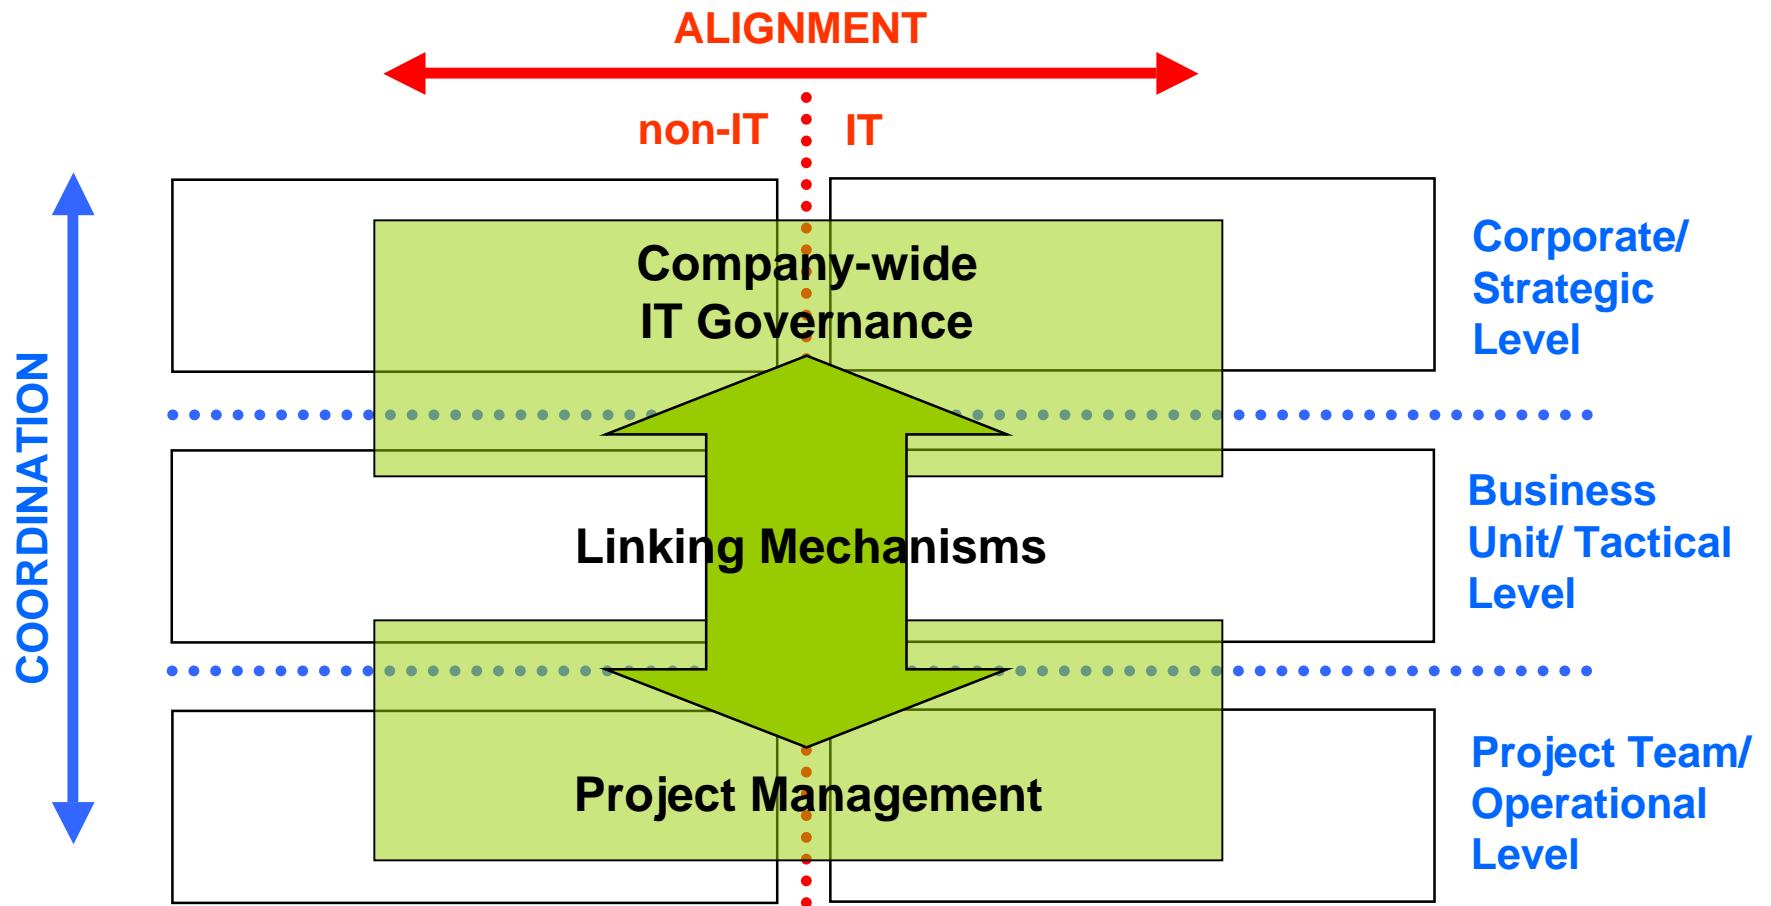 ALIGNMENT
non-IT
IT
Company-wide
IT Governance
Corporate/
Strategic
Level
COORDINATION
Linking Mechanisms
Business
Unit/ Tactical
Level
Project Management
Project Team/
Operational
Level